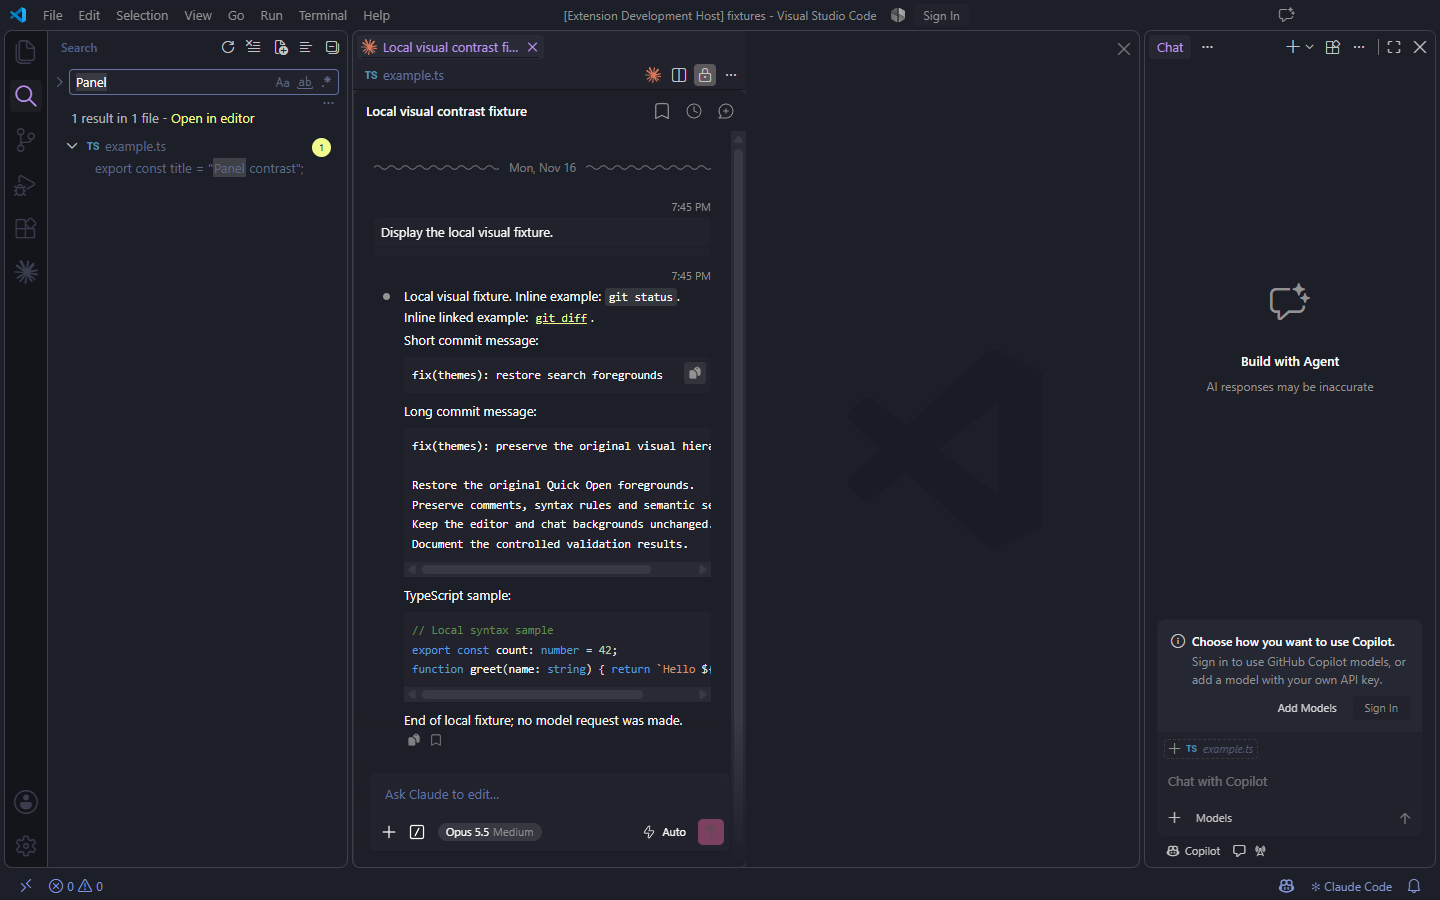 File Edit Selection View Go Run Terminal Help
[Extension Development Host] fixtures - Visual Studio Code
Sign In
Search
Panel
Aa ab .*
1 result in 1 file - Open in editor
TS example.ts
1
export const title = "Panel contrast";
Local visual contrast fi...
TS example.ts
Local visual contrast fixture
Mon, Nov 16
7:45 PM
Display the local visual fixture.
7:45 PM
Local visual fixture. Inline example: git status.
Inline linked example: git diff.
Short commit message:
fix(themes): restore search foregrounds
Long commit message:
fix(themes): preserve the original visual hiera
Restore the original Quick Open foregrounds.
Preserve comments, syntax rules and semantic se
Keep the editor and chat backgrounds unchanged.
Document the controlled validation results.
TypeScript sample:
// Local syntax sample
export const count: number = 42;
function greet(name: string) { return `Hello ${
End of local fixture; no model request was made.
Ask Claude to edit...
Opus 5.5 Medium
Auto
Chat
Build with Agent
AI responses may be inaccurate
Choose how you want to use Copilot.
Sign in to use GitHub Copilot models, or
add a model with your own API key.
Add Models
Sign In
TS example.ts
Chat with Copilot
Models
Copilot
0 0
Claude Code